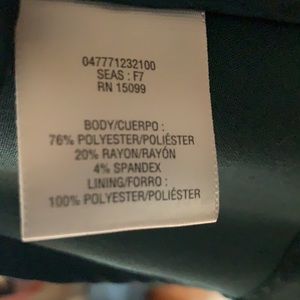 047771232100
SEAS : F7
RN 15099
BODY/CUERPO :
76% POLYESTER/POLIÉSTER
20% RAYON/RAYÓN
4% SPANDEX
LINING/FORRO :
100% POLYESTER/POLIÉSTER